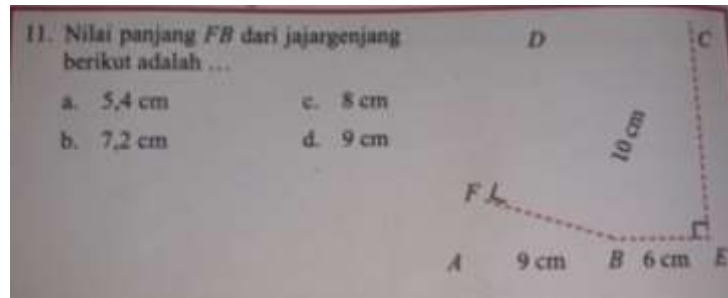 11. Nilai panjang FB dari jajargenjang
berikut adalah ...
a. 5,4 cm
c. 8 cm
b. 7,2 cm
d. 9 cm
D
C
10 cm
F
A
9 cm
B
6 cm
E